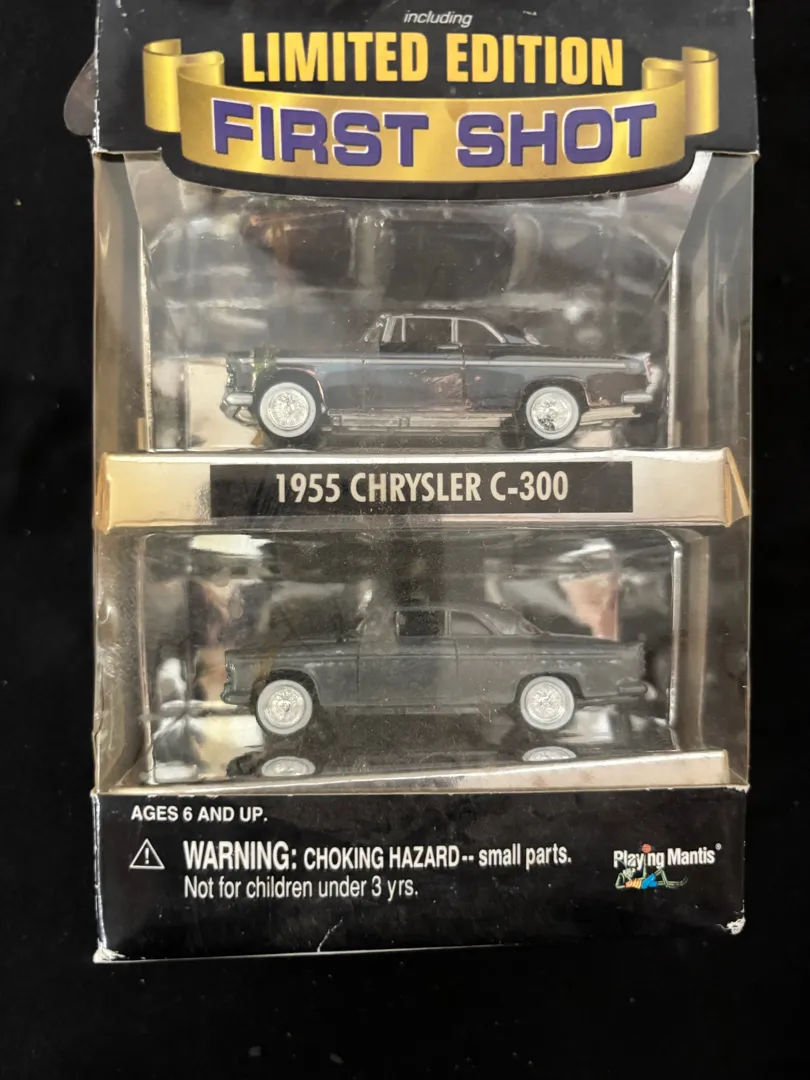 including
LIMITED EDITION
FIRST SHOT
1955 CHRYSLER C-300
AGES 6 AND UP.
WARNING: CHOKING HAZARD-- small parts.
Not for children under 3 yrs.
Playing Mantis®